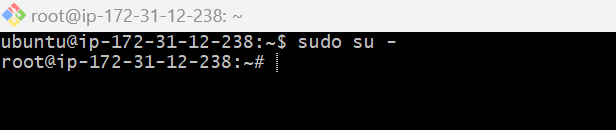 root@ip-172-31-12-238: ~
ubuntu@ip-172-31-12-238:~$ sudo su -
root@ip-172-31-12-238:~#